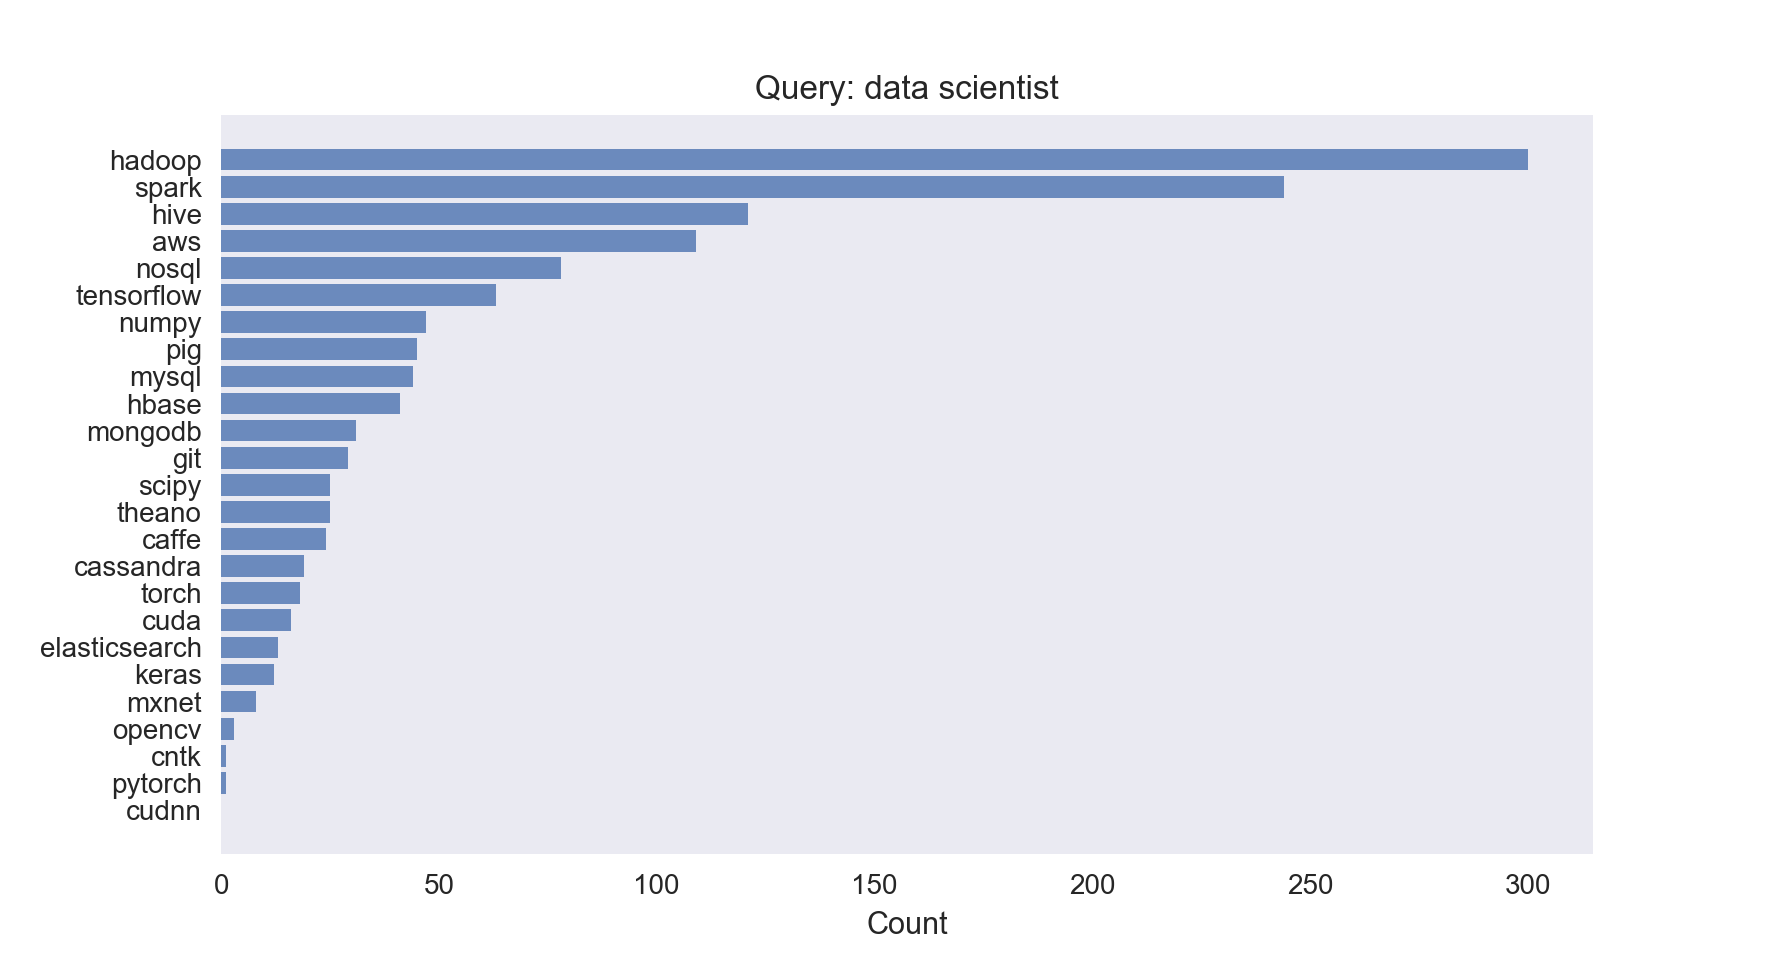 Query: data scientist
hadoop
spark
hive
aws
nosql
tensorflow
numpy
pig
mysql
hbase
mongodb
git
scipy
theano
caffe
cassandra
torch
cuda
elasticsearch
keras
mxnet
opencv
cntk
pytorch
cudnn
0 50 100 150 200 250 300
Count